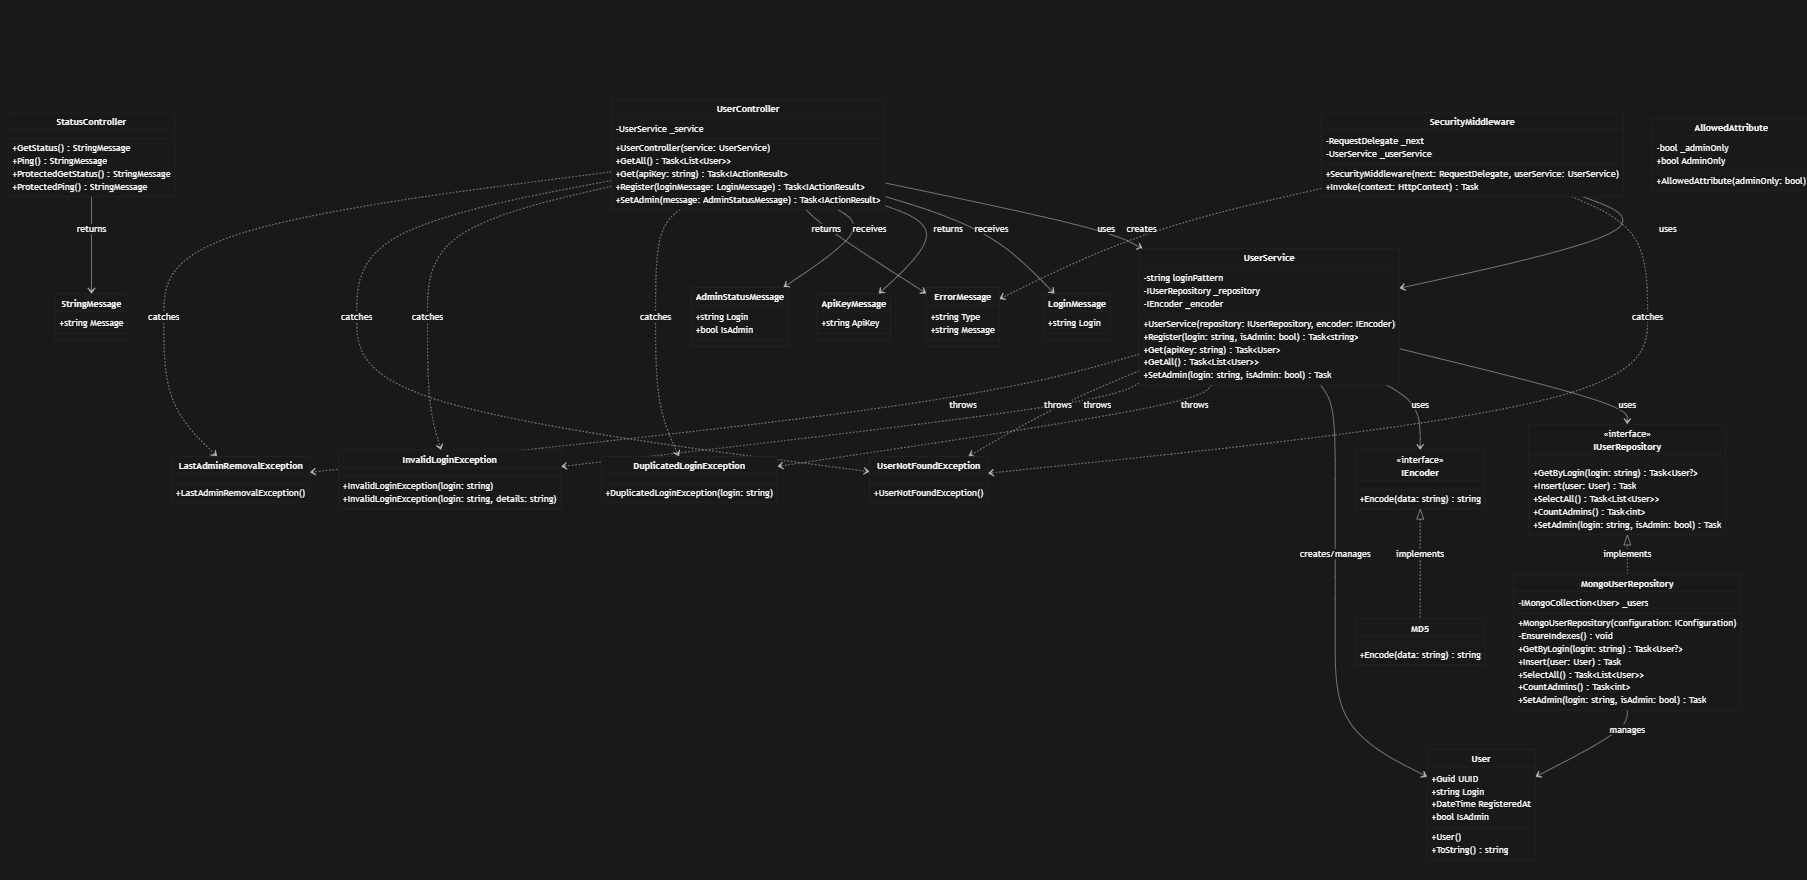 StatusController
+GetStatus() : StringMessage
+Ping() : StringMessage
+ProtectedGetStatus() : StringMessage
+ProtectedPing() : StringMessage
UserController
-UserService _service
+UserController(service: UserService)
+GetAll() : Task<List<User>>
+Get(apiKey: string) : Task<IActionResult>
+Register(loginMessage: LoginMessage) : Task<IActionResult>
+SetAdmin(message: AdminStatusMessage) : Task<IActionResult>
SecurityMiddleware
-RequestDelegate _next
-UserService _userService
+SecurityMiddleware(next: RequestDelegate, userService: UserService)
+Invoke(context: HttpContext) : Task
AllowedAttribute
-bool _adminOnly
+bool AdminOnly
+AllowedAttribute(adminOnly: bool)
returns
returns
receives
returns
receives
uses
creates
uses
StringMessage
+string Message
AdminStatusMessage
+string Login
+bool IsAdmin
ApiKeyMessage
+string ApiKey
ErrorMessage
+string Type
+string Message
LoginMessage
+string Login
UserService
-string loginPattern
-IUserRepository _repository
-IEncoder _encoder
+UserService(repository: IUserRepository, encoder: IEncoder)
+Register(login: string, isAdmin: bool) : Task<string>
+Get(apiKey: string) : Task<User>
+GetAll() : Task<List<User>>
+SetAdmin(login: string, isAdmin: bool) : Task
catches
catches
catches
catches
catches
throws
throws
throws
throws
uses
uses
LastAdminRemovalException
+LastAdminRemovalException()
InvalidLoginException
+InvalidLoginException(login: string)
+InvalidLoginException(login: string, details: string)
DuplicatedLoginException
+DuplicatedLoginException(login: string)
UserNotFoundException
+UserNotFoundException()
«interface»
IEncoder
+Encode(data: string) : string
«interface»
IUserRepository
+GetByLogin(login: string) : Task<User?>
+Insert(user: User) : Task
+SelectAll() : Task<List<User>>
+CountAdmins() : Task<int>
+SetAdmin(login: string, isAdmin: bool) : Task
creates/manages
implements
implements
MD5
+Encode(data: string) : string
MongoUserRepository
-IMongoCollection<User> _users
+MongoUserRepository(configuration: IConfiguration)
-EnsureIndexes() : void
+GetByLogin(login: string) : Task<User?>
+Insert(user: User) : Task
+SelectAll() : Task<List<User>>
+CountAdmins() : Task<int>
+SetAdmin(login: string, isAdmin: bool) : Task
manages
User
+Guid UUID
+string Login
+DateTime RegisteredAt
+bool IsAdmin
+User()
+ToString() : string